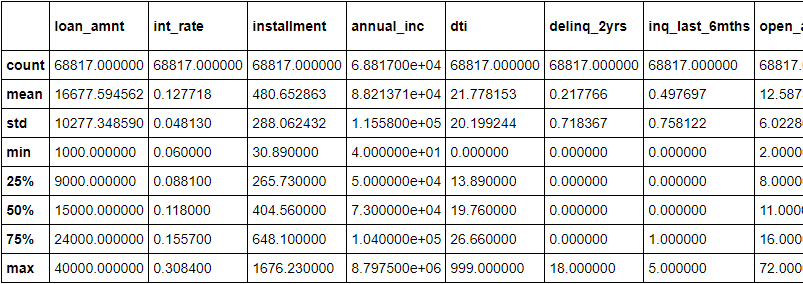 loan_amnt int_rate installment annual_inc dti delinq_2yrs inq_last_6mths open_a
count 68817.000000 68817.000000 68817.000000 6.881700e+04 68817.000000 68817.000000 68817.000000 68817.
mean 16677.594562 0.127718 480.652863 8.821371e+04 21.778153 0.217766 0.497697 12.587
std 10277.348590 0.048130 288.062432 1.155800e+05 20.199244 0.718367 0.758122 6.0228
min 1000.000000 0.060000 30.890000 4.000000e+01 0.000000 0.000000 0.000000 2.0000
25% 9000.000000 0.088100 265.730000 5.000000e+04 13.890000 0.000000 0.000000 8.0000
50% 15000.000000 0.118000 404.560000 7.300000e+04 19.760000 0.000000 0.000000 11.000
75% 24000.000000 0.155700 648.100000 1.040000e+05 26.660000 0.000000 1.000000 16.000
max 40000.000000 0.308400 1676.230000 8.797500e+06 999.000000 18.000000 5.000000 72.000